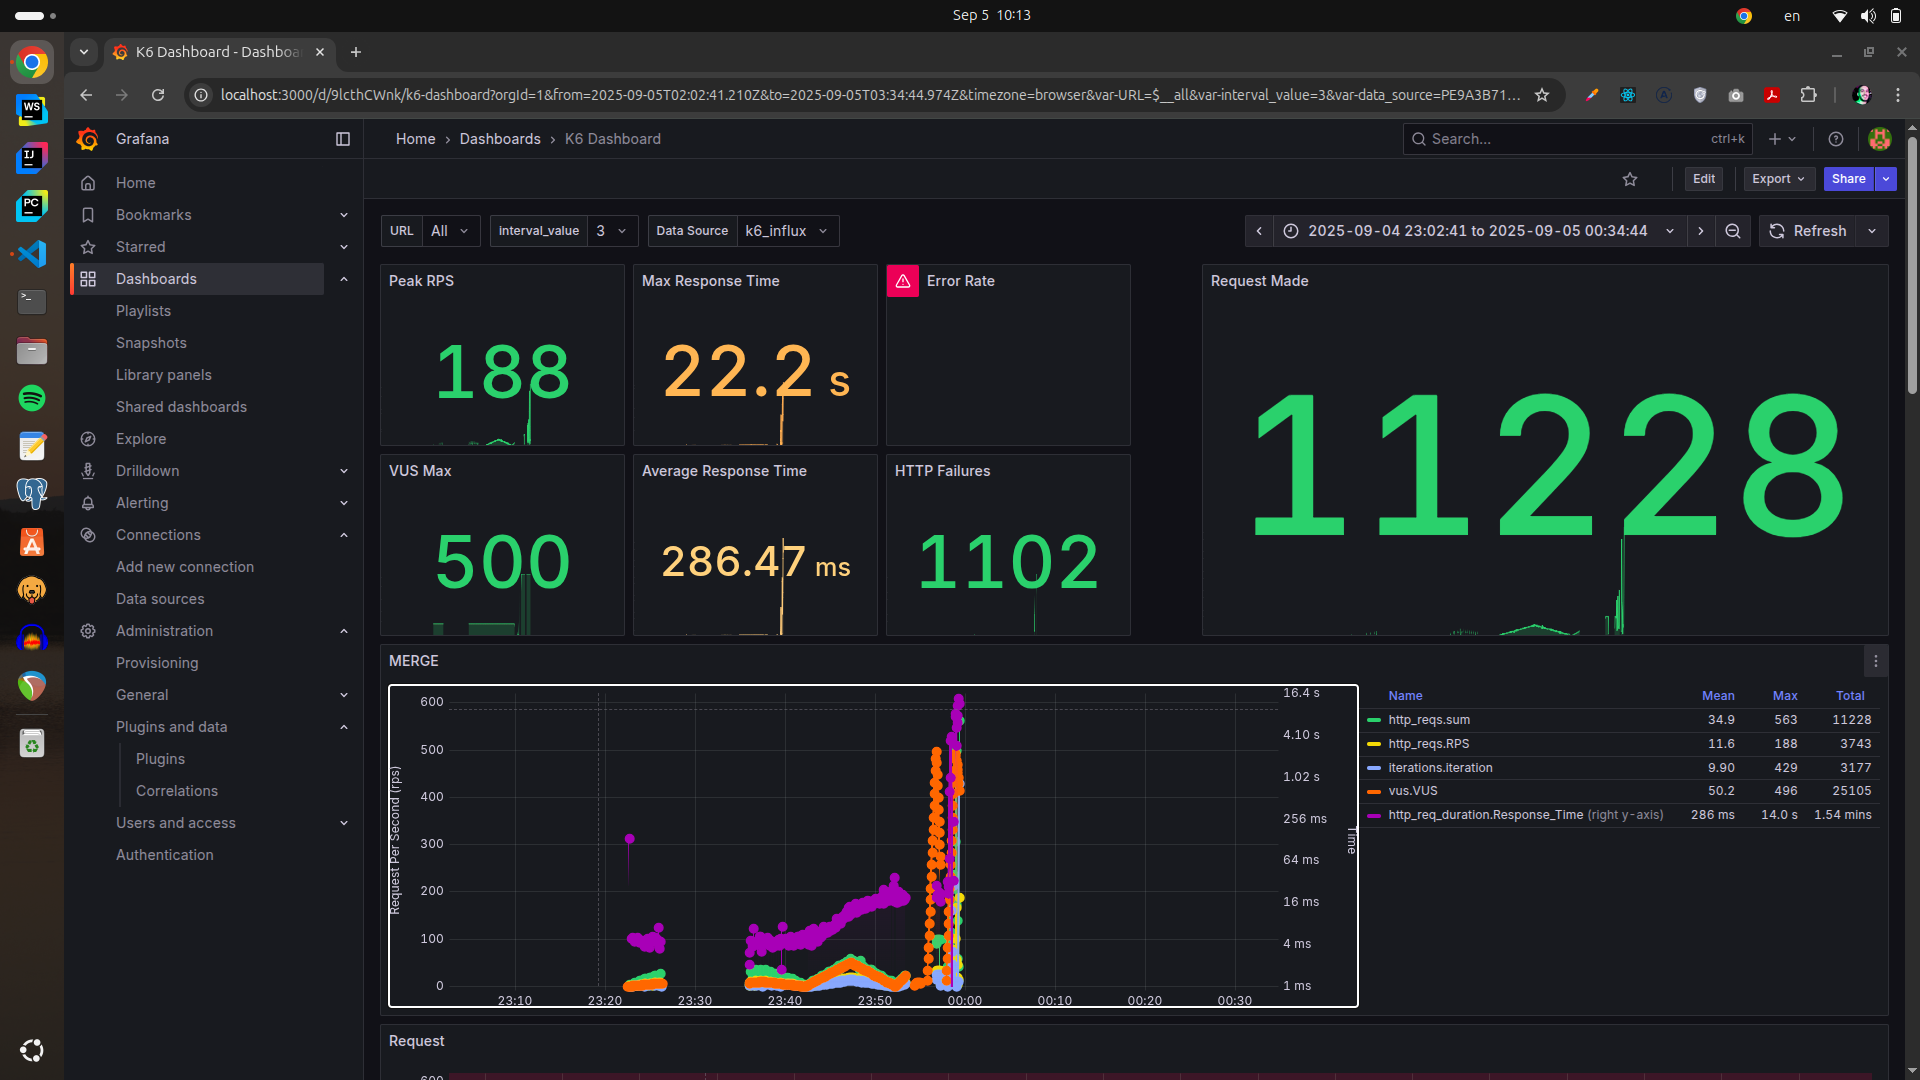 Sep 5 10:13
en
K6 Dashboard - Dashboa
localhost:3000/d/9lcthCWnk/k6-dashboard?orgId=1&from=2025-09-05T02:02:41.210Z&to=2025-09-05T03:34:44.974Z&timezone=browser&var-URL=$__all&var-interval_value=3&var-data_source=PE9A3B71...
Grafana
Home › Dashboards › K6 Dashboard
Search...
ctrl+k
Edit
Export
Share
Home
Bookmarks
Starred
Dashboards
Playlists
Snapshots
Library panels
Shared dashboards
Explore
Drilldown
Alerting
Connections
Add new connection
Data sources
Administration
Provisioning
General
Plugins and data
Plugins
Correlations
Users and access
Authentication
URL All
interval_value 3
Data Source k6_influx
2025-09-04 23:02:41 to 2025-09-05 00:34:44
Refresh
Peak RPS
188
Max Response Time
22.2 s
Error Rate
Request Made
11228
VUS Max
500
Average Response Time
286.47 ms
HTTP Failures
1102
MERGE
Request Per Second (rps)
600
500
400
300
200
100
0
23:10 23:20 23:30 23:40 23:50 00:00 00:10 00:20 00:30
16.4 s
4.10 s
1.02 s
256 ms
64 ms
16 ms
4 ms
1 ms
Time
Name Mean Max Total
http_reqs.sum 34.9 563 11228
http_reqs.RPS 11.6 188 3743
iterations.iteration 9.90 429 3177
vus.VUS 50.2 496 25105
http_req_duration.Response_Time (right y-axis) 286 ms 14.0 s 1.54 mins
Request
600
WS
IJ
PC